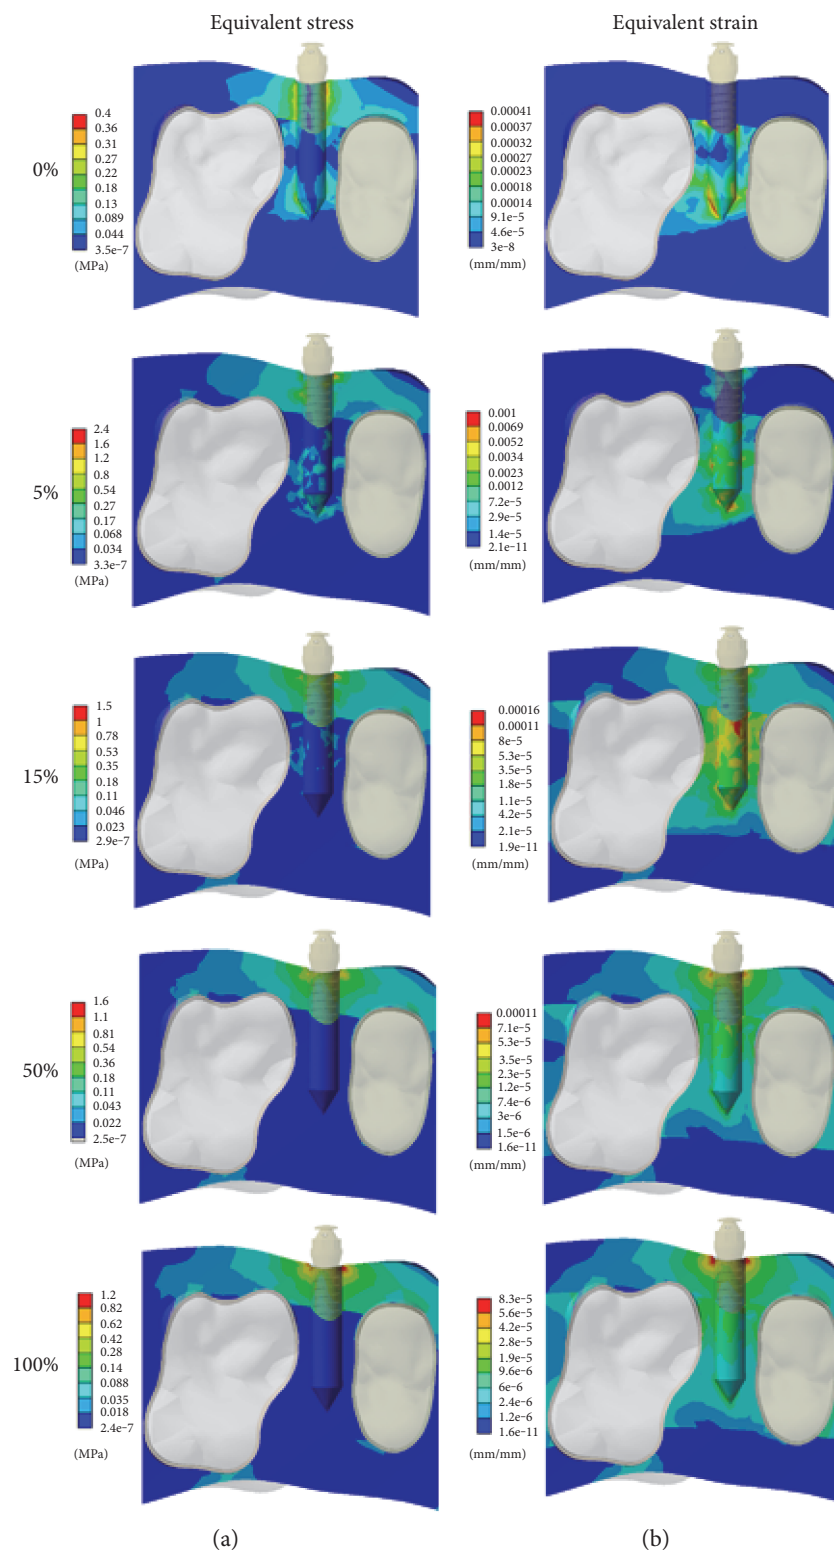 Equivalent stress
Equivalent strain
0%
0.4
0.36
0.31
0.27
0.22
0.18
0.13
0.089
0.044
3.5e-7
(MPa)
0.00041
0.00037
0.00032
0.00027
0.00023
0.00018
0.00014
9.1e-5
4.6e-5
3e-8
(mm/mm)
5%
2.4
1.6
1.2
0.8
0.54
0.27
0.17
0.068
0.034
3.3e-7
(MPa)
0.001
0.0069
0.0052
0.0034
0.0023
0.0012
7.2e-5
2.9e-5
1.4e-5
2.1e-11
(mm/mm)
15%
1.5
1
0.78
0.53
0.35
0.18
0.11
0.046
0.023
2.9e-7
(MPa)
0.00016
0.00011
8e-5
5.3e-5
3.5e-5
1.8e-5
1.1e-5
4.2e-5
2.1e-5
1.9e-11
(mm/mm)
50%
1.6
1.1
0.81
0.54
0.36
0.18
0.11
0.043
0.022
2.5e-7
(MPa)
0.00011
7.1e-5
5.3e-5
3.5e-5
2.3e-5
1.2e-5
7.4e-6
3e-6
1.5e-6
1.6e-11
(mm/mm)
100%
1.2
0.82
0.62
0.42
0.28
0.14
0.088
0.035
0.018
2.4e-7
(MPa)
8.3e-5
5.6e-5
4.2e-5
2.8e-5
1.9e-5
9.6e-6
6e-6
2.4e-6
1.2e-6
1.6e-11
(mm/mm)
(a)
(b)